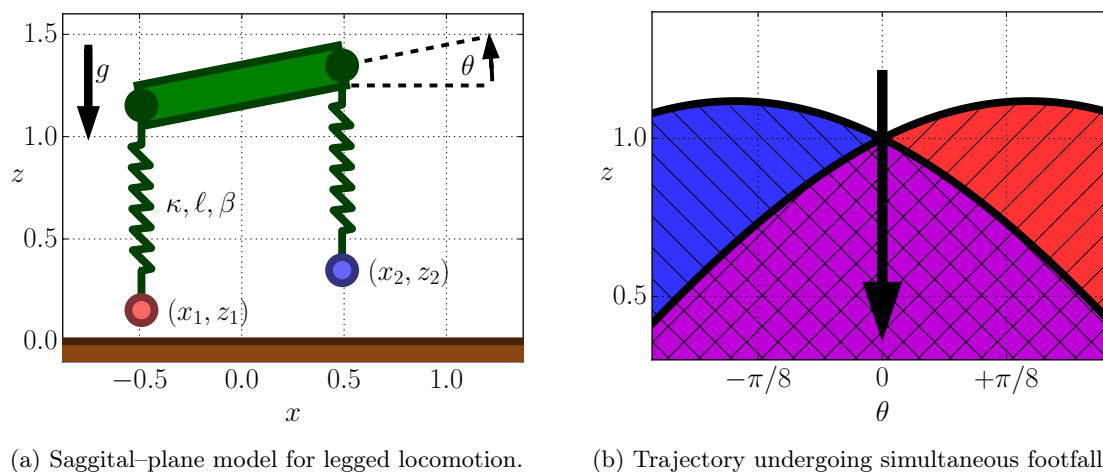 1.5
g
θ
1.0
z
κ, ℓ, β
0.5
(x₂, z₂)
(x₁, z₁)
0.0
−0.5 0.0 0.5 1.0
x
(a) Saggital–plane model for legged locomotion.
1.0
z
0.5
−π/8 0 +π/8
θ
(b) Trajectory undergoing simultaneous footfall